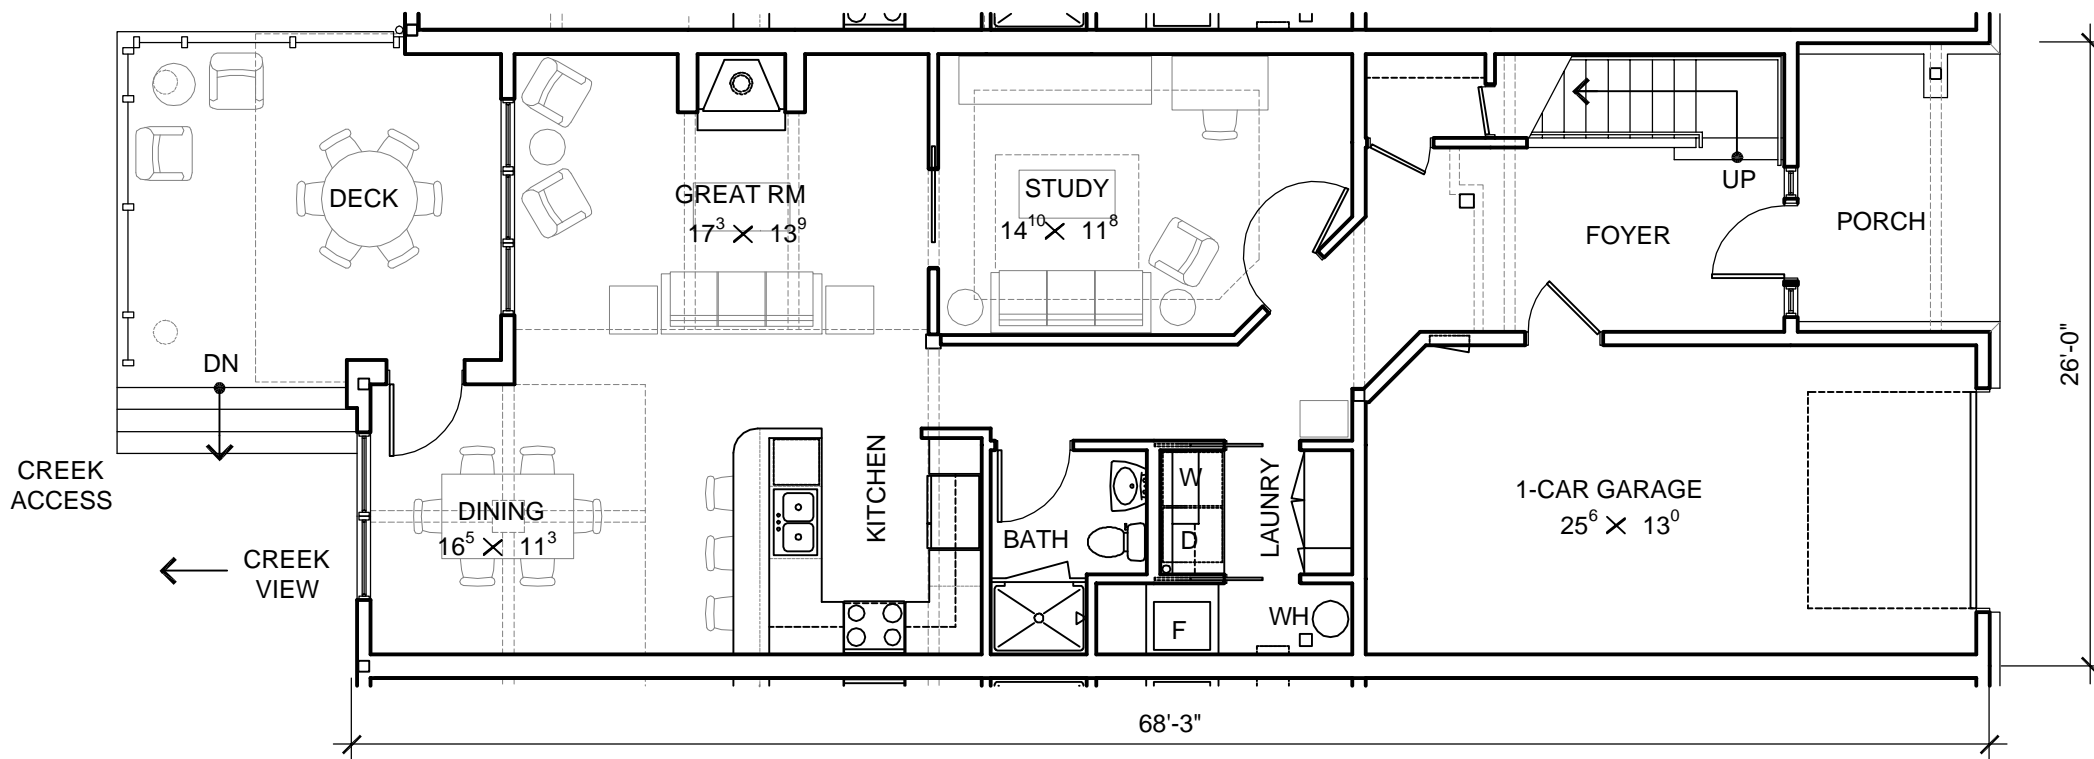 DECK
GREAT RM
17³ X 13⁹
STUDY
14¹⁰ X 11⁸
UP
FOYER
PORCH
26'-0"
DN
CREEK
ACCESS
CREEK
VIEW
DINING
16⁵ X 11³
KITCHEN
BATH
W
D
LAUNRY
F
WH
1-CAR GARAGE
25⁶ X 13⁰
68'-3"